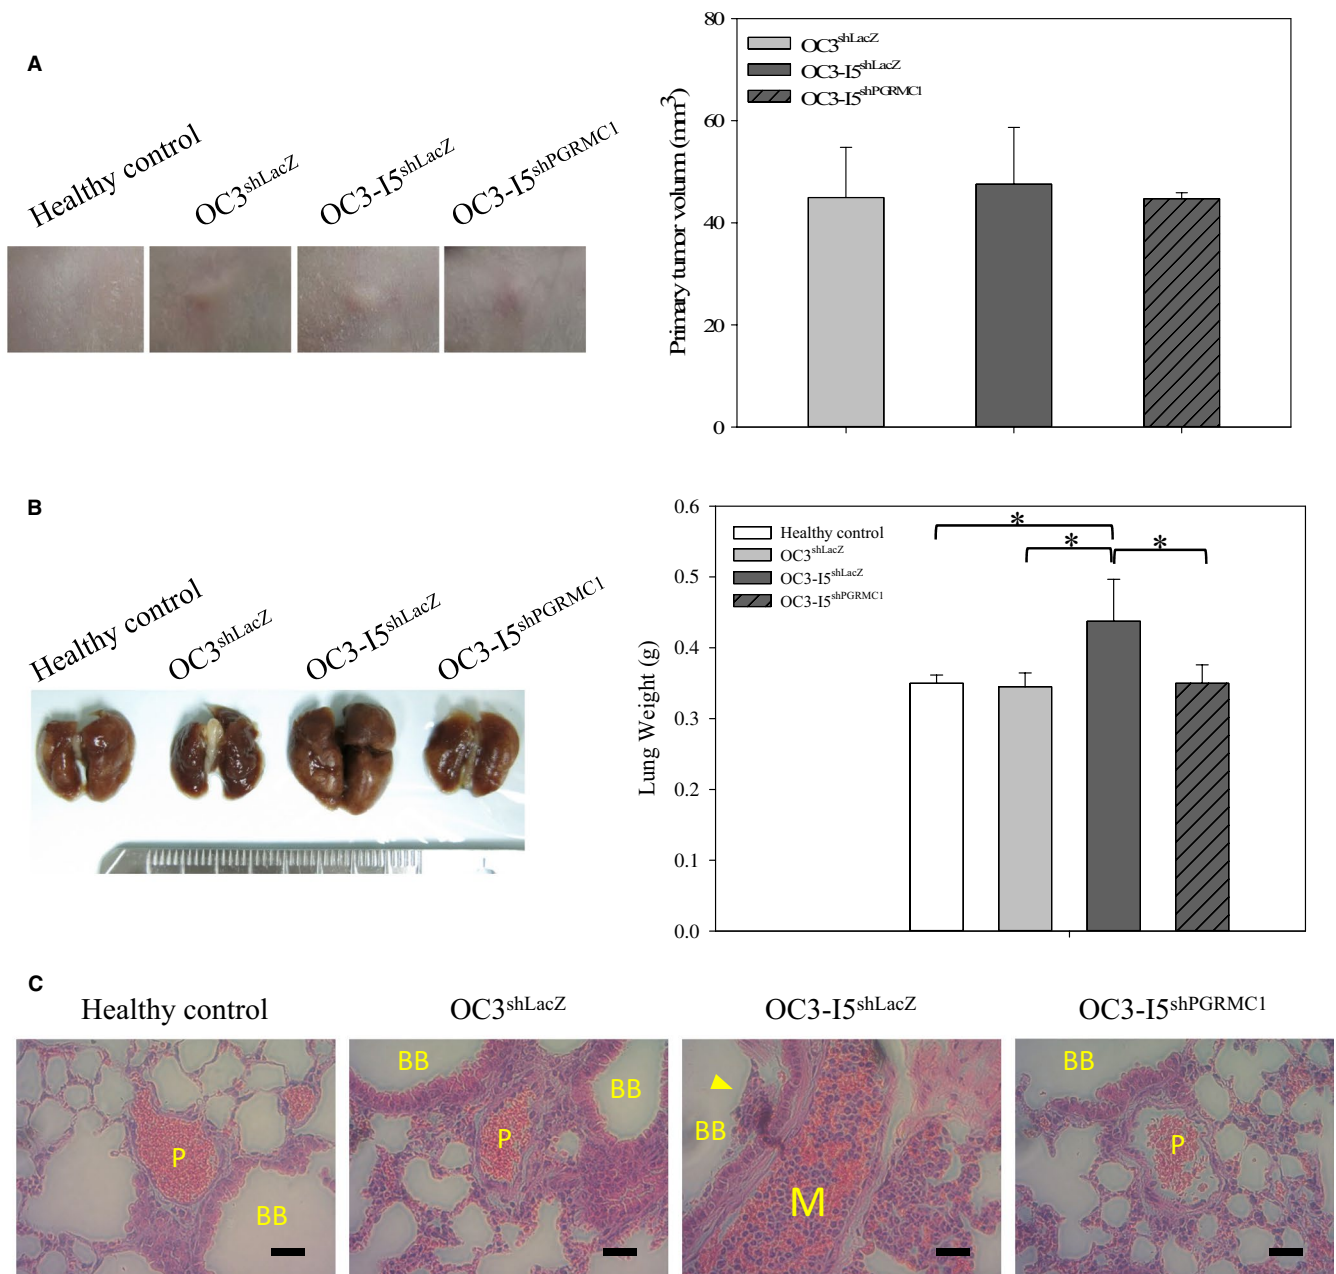 A
Healthy control
OC3shLacZ
OC3-I5shLacZ
OC3-I5shPGRMC1
Primary tumor volum (mm3)
80
60
40
20
0
OC3shLacZ
OC3-I5shLacZ
OC3-I5shPGRMC1
B
Healthy control
OC3shLacZ
OC3-I5shLacZ
OC3-I5shPGRMC1
Lung Weight (g)
0.6
0.5
0.4
0.3
0.2
0.1
0.0
Healthy control
OC3shLacZ
OC3-I5shLacZ
OC3-I5shPGRMC1
*
*
*
C
Healthy control
OC3shLacZ
OC3-I5shLacZ
OC3-I5shPGRMC1
P
BB
BB
BB
P
BB
M
BB
P